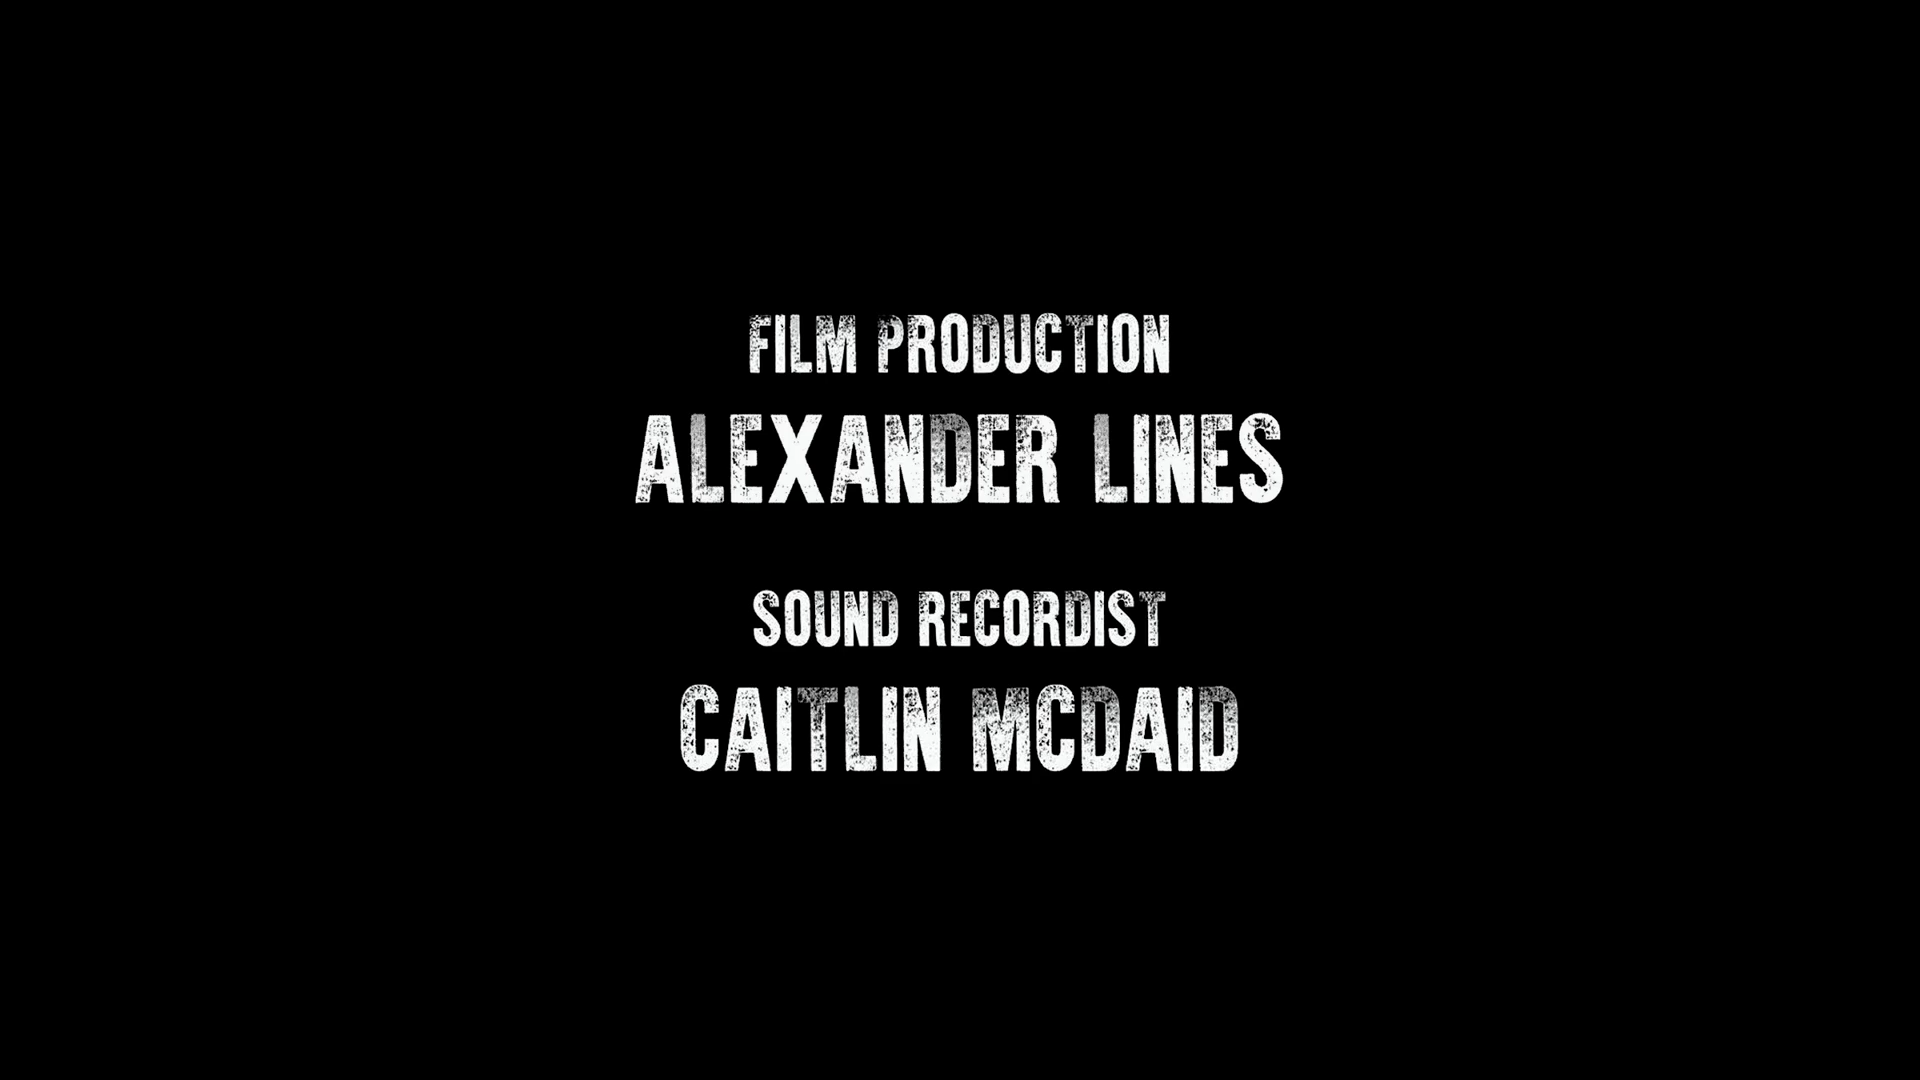 FILM PRODUCTION
ALEXANDER LINES
SOUND RECORDIST
CAITLIN MCDAID